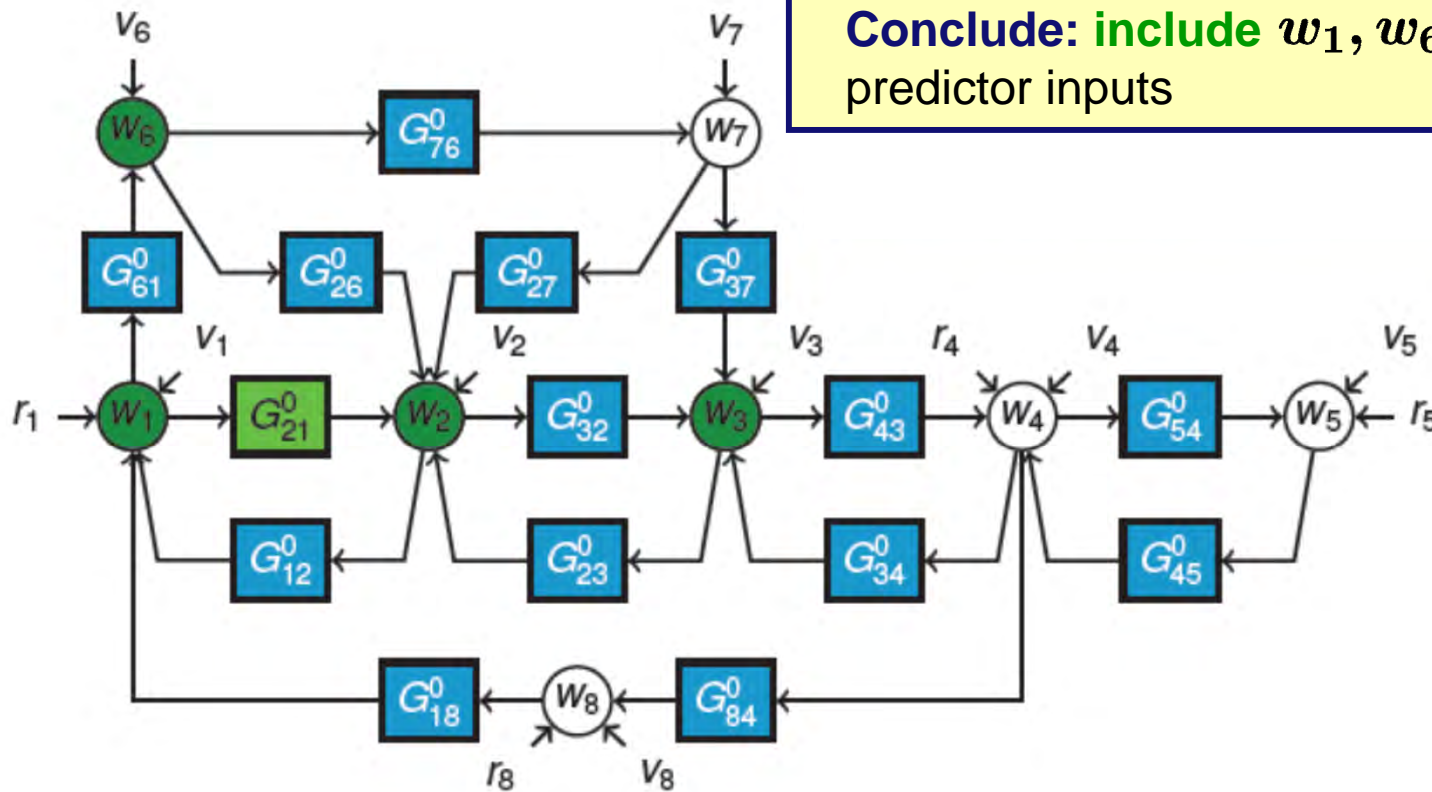 Conclude: include w₁, w₆
predictor inputs
v₆ v₇
w₆ G⁰₇₆ w₇
G⁰₆₁ G⁰₂₆ G⁰₂₇ G⁰₃₇
v₁ v₂ v₃ r₄ v₄ v₅
r₁ w₁ G⁰₂₁ w₂ G⁰₃₂ w₃ G⁰₄₃ w₄ G⁰₅₄ w₅ r₅
G⁰₁₂ G⁰₂₃ G⁰₃₄ G⁰₄₅
G⁰₁₈ w₈ G⁰₈₄
r₈ v₈